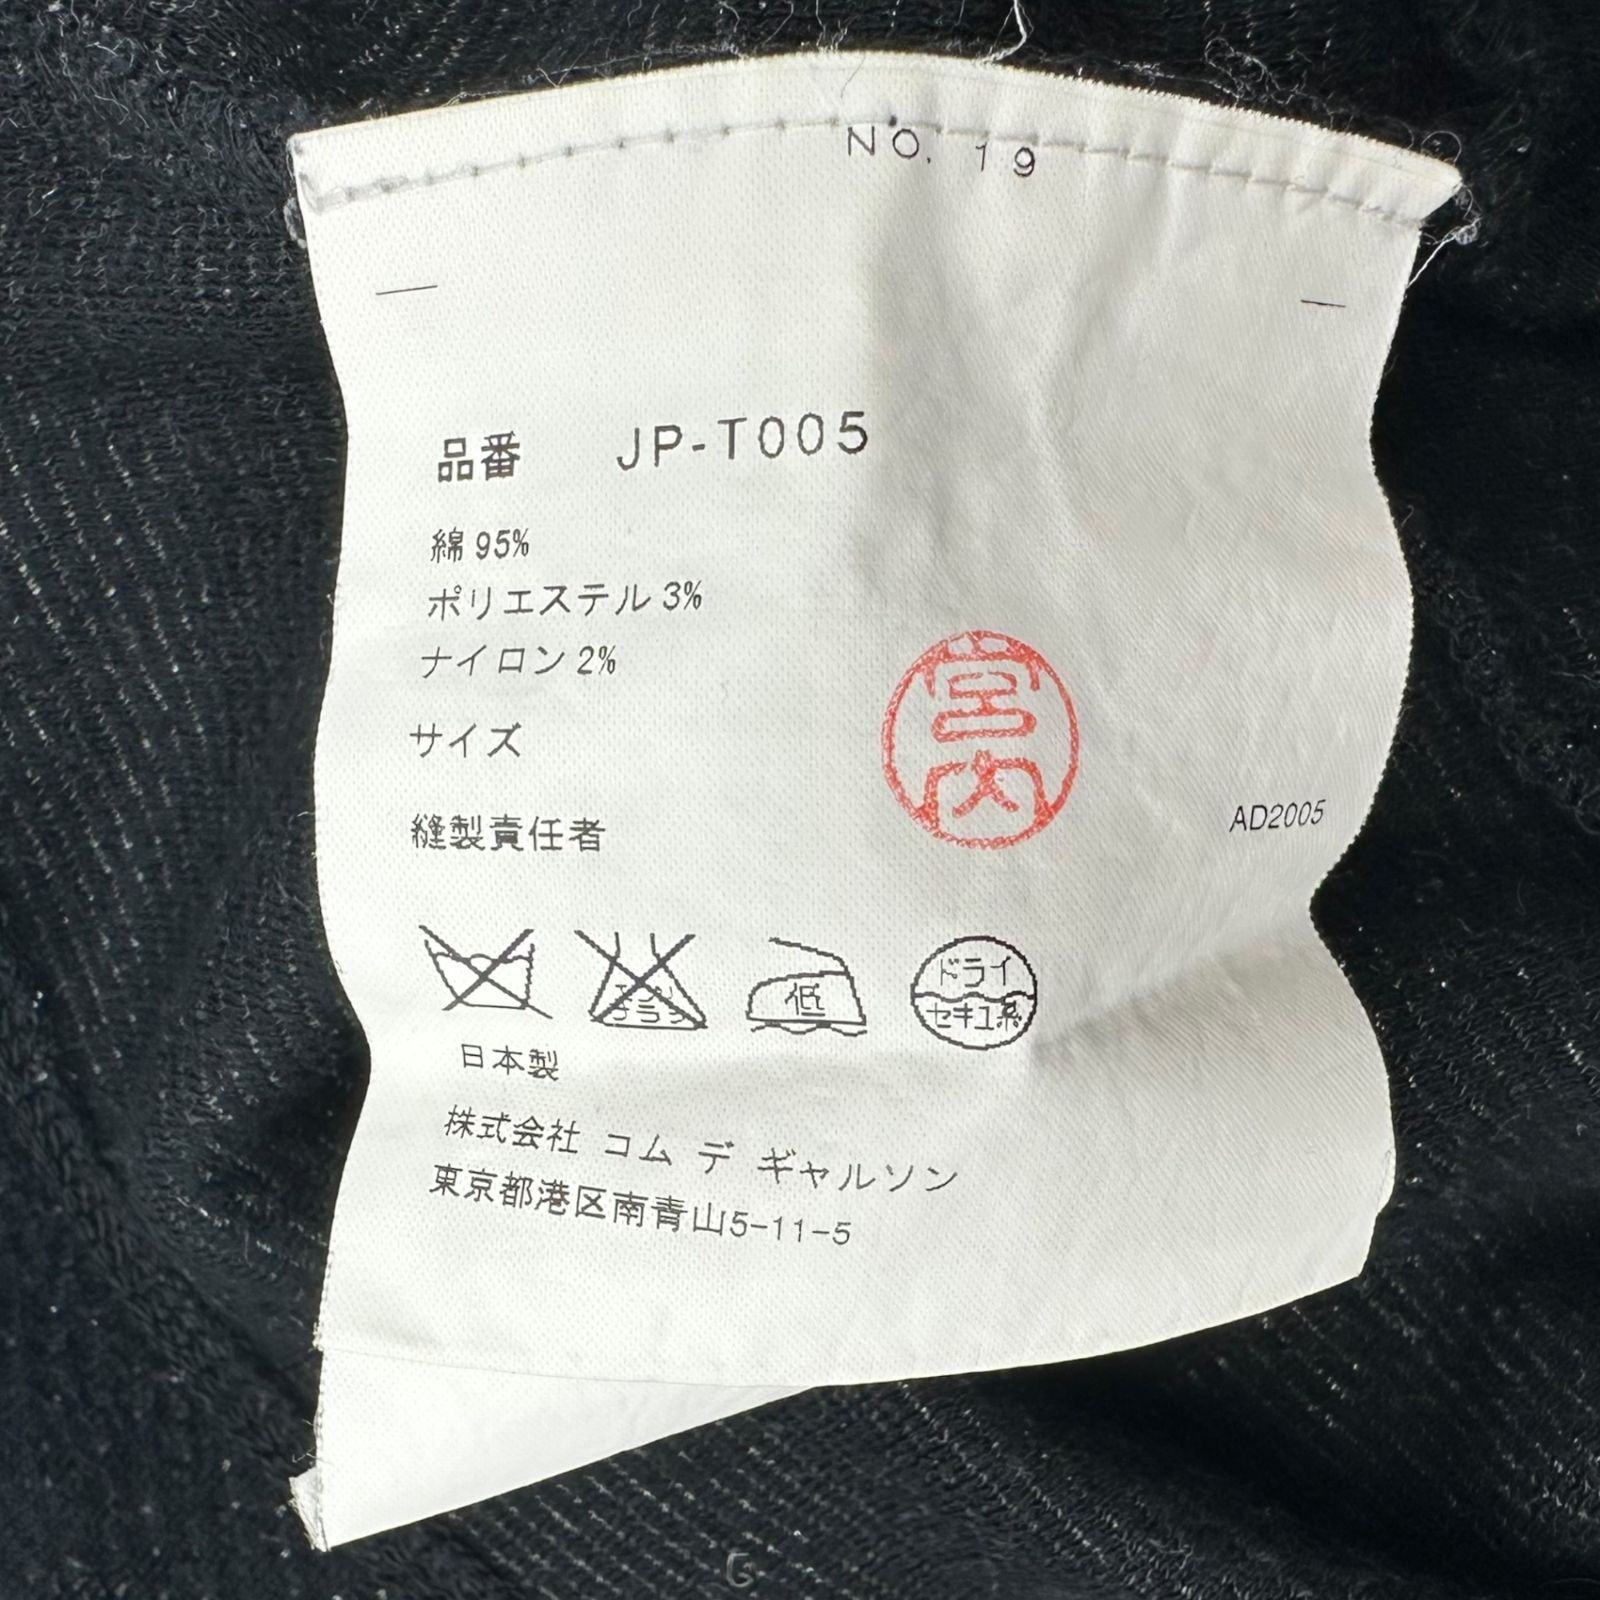 NO. 19
品番 JP-T005
綿 95%
ポリエステル 3%
ナイロン 2%
サイズ
縫製責任者
宮内
AD2005
低
ドライ
セキユ系
日本製
株式会社 コム デ ギャルソン
東京都港区南青山5-11-5